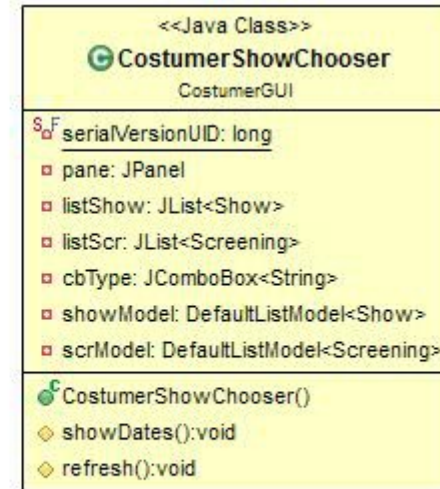 <<Java Class>>
C CostumerShowChooser
CostumerGUI
S F serialVersionUID: long
pane: JPanel
listShow: JList<Show>
listScr: JList<Screening>
cbType: JComboBox<String>
showModel: DefaultListModel<Show>
scrModel: DefaultListModel<Screening>
C CostumerShowChooser()
showDates():void
refresh():void